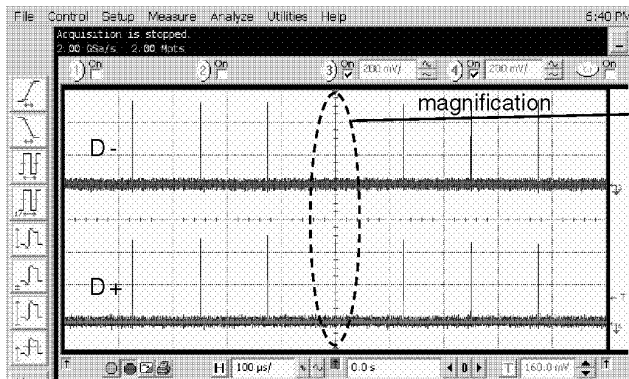 File Control Setup Measure Analyze Utilities Help 6:40 PM
Acquisition is stopped.
2.00 GSa/s 2.00 Mpts
1) On 2) On 3) On 200 mV/ 4) On 200 mV/ On
magnification
D-
D+
H 100 µs/ 0.0 s 0 T 160.0 mV